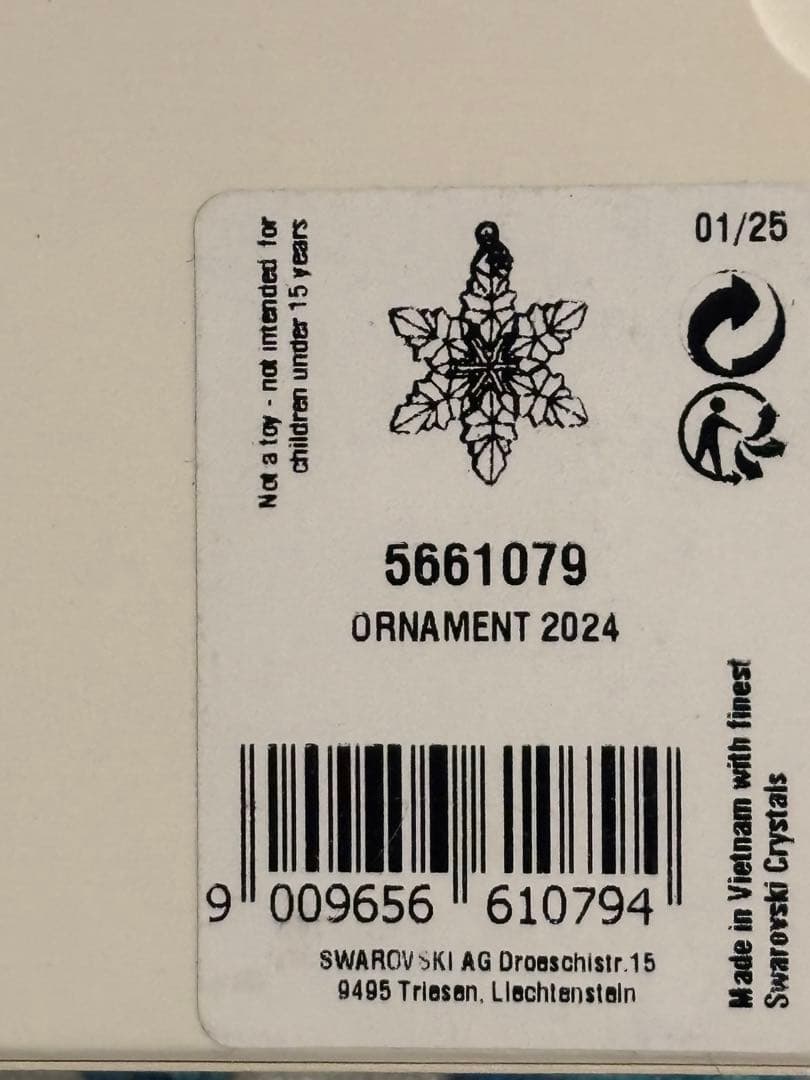 Not a toy - not intended for
children under 15 years
01/25
5661079
ORNAMENT 2024
9 009656 610794
SWAROVSKI AG Droeschistr.15
9495 Triesen, Liechtenstein
Made in Vietnam with finest
Swarovski Crystals